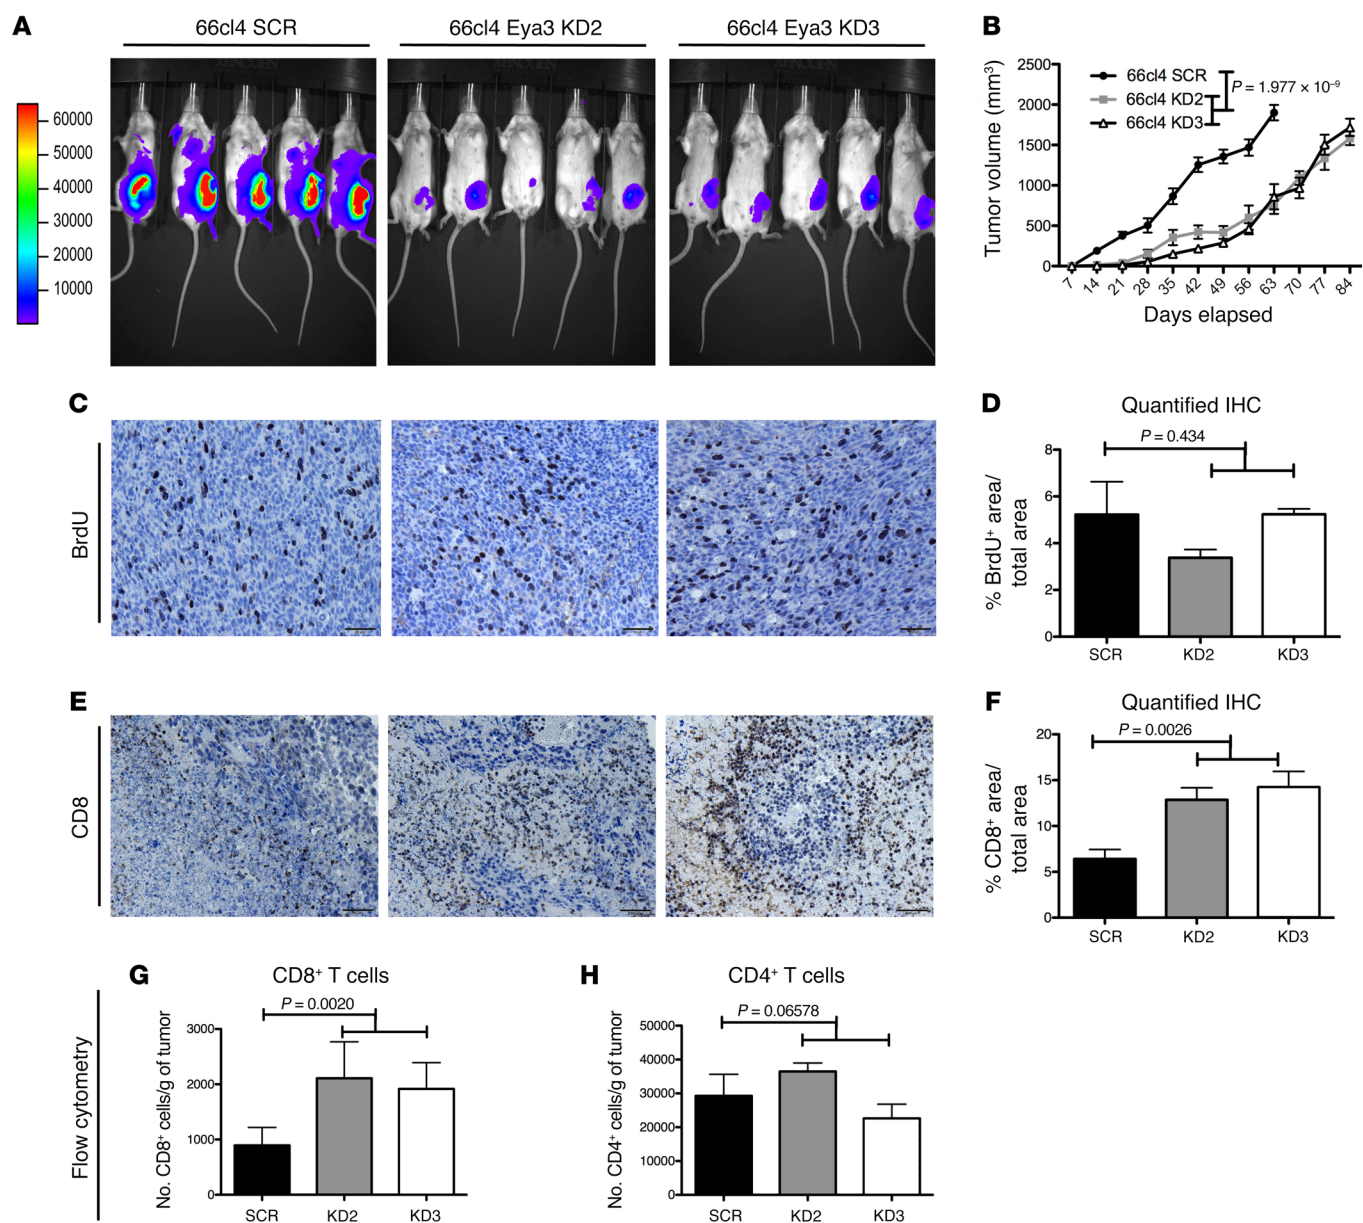 A
66cl4 SCR
66cl4 Eya3 KD2
66cl4 Eya3 KD3
60000
50000
40000
30000
20000
10000
B
Tumor volume (mm³)
2500
2000
1500
1000
500
0
66cl4 SCR
66cl4 KD2
66cl4 KD3
P = 1.977 × 10⁻⁹
7 14 21 28 35 42 49 56 63 70 77 84
Days elapsed
C
BrdU
D
Quantified IHC
P = 0.434
% BrdU⁺ area/
total area
8
6
4
2
0
SCR KD2 KD3
E
CD8
F
Quantified IHC
P = 0.0026
% CD8⁺ area/
total area
20
15
10
5
0
SCR KD2 KD3
Flow cytometry
G
CD8⁺ T cells
P = 0.0020
No. CD8⁺ cells/g of tumor
3000
2000
1000
0
SCR KD2 KD3
H
CD4⁺ T cells
P = 0.06578
No. CD4⁺ cells/g of tumor
50000
40000
30000
20000
10000
0
SCR KD2 KD3